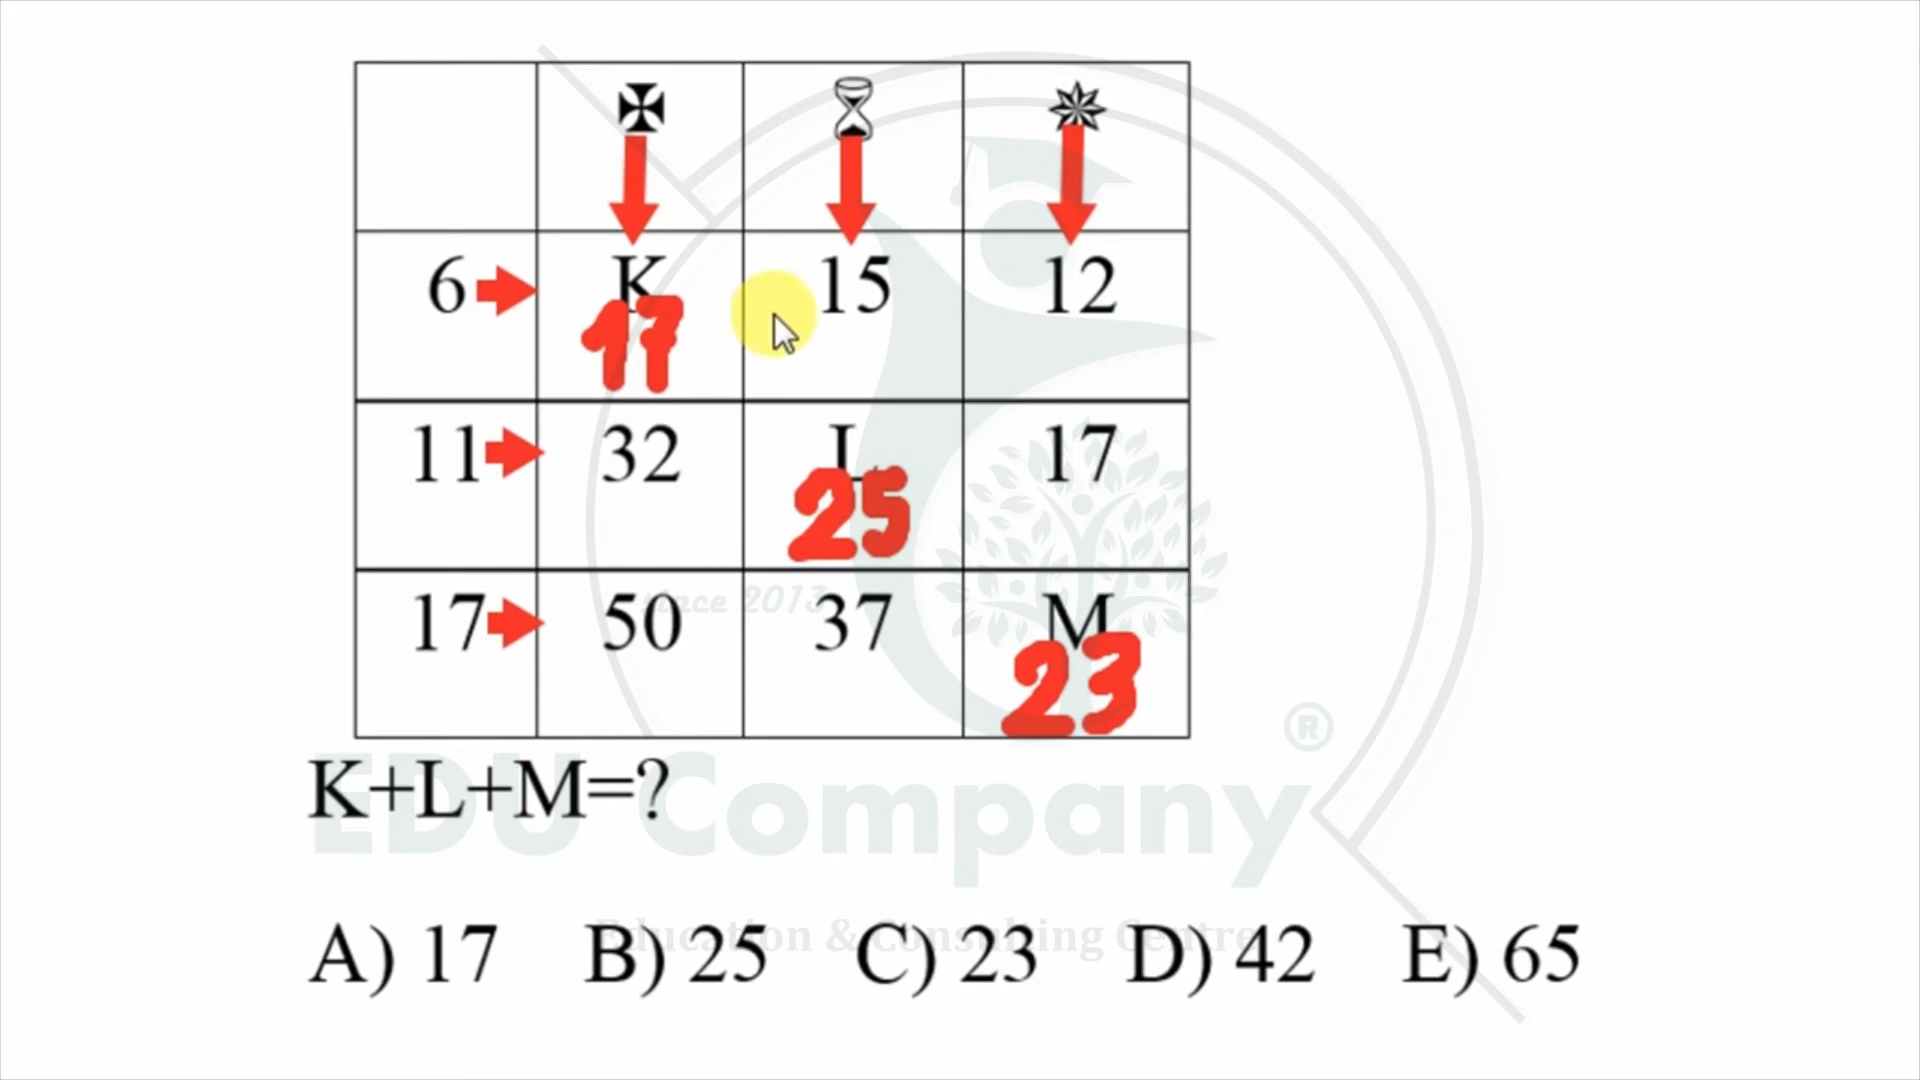 6 K 15 12
17
11 32 L 17
25
since 2013
17 50 37 M
23
®
K+L+M=?
EDU Company
Education & Consulting Centre
A) 17 B) 25 C) 23 D) 42 E) 65